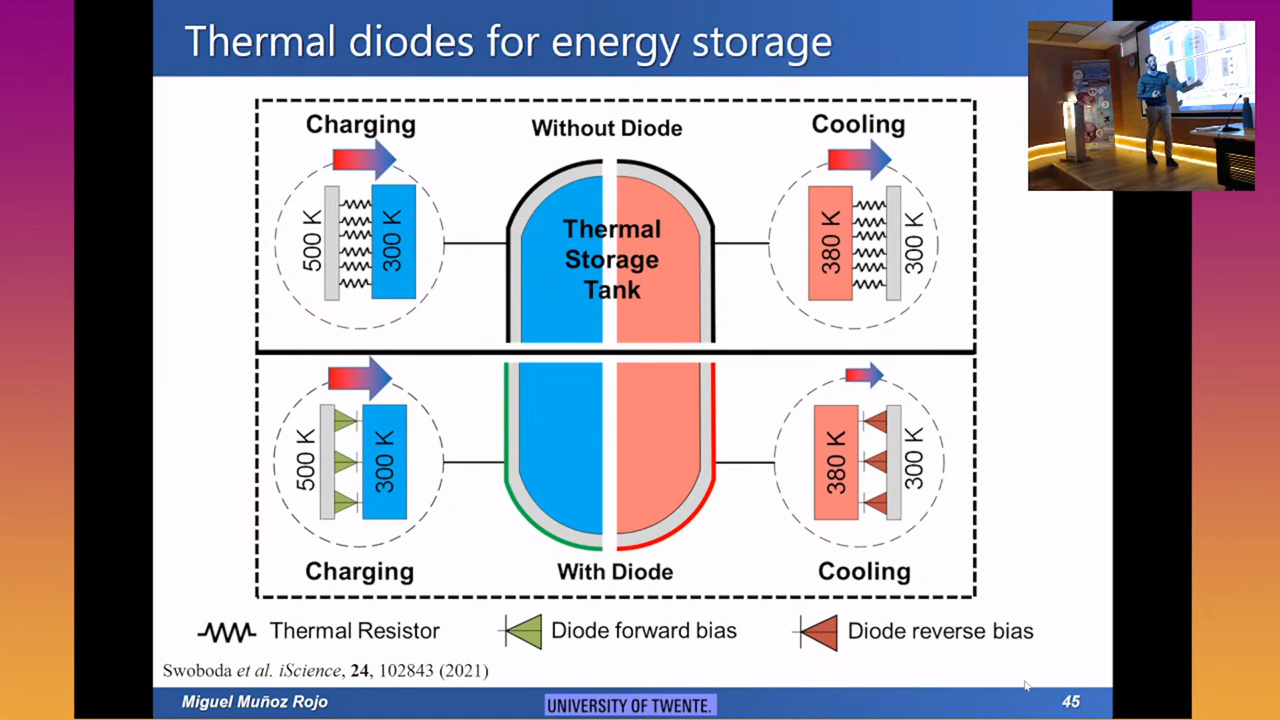 Thermal diodes for energy storage
Charging
Without Diode
Cooling
500 K
300 K
Thermal
Storage
Tank
380 K
300 K
500 K
300 K
380 K
300 K
Charging
With Diode
Cooling
Thermal Resistor
Diode forward bias
Diode reverse bias
Swoboda et al. iScience, 24, 102843 (2021)
Miguel Muñoz Rojo
UNIVERSITY OF TWENTE.
45